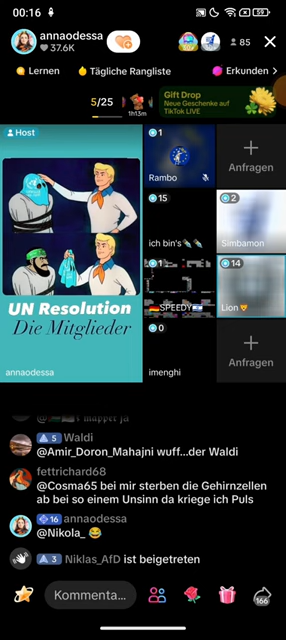 00:16
59
annaodessa
37.6K
85
Lernen
Tägliche Rangliste
Erkunden
5/25
1h13m
Gift Drop
Neue Geschenke auf
TikTok LIVE
Host
1
Rambo
Anfragen
15
ich bin's
2
Simbamon
UN Resolution
Die Mitglieder
annaodessa
1
SPEEDY
14
Lion
0
imenghi
Anfragen
5 Waldi
@Amir_Doron_Mahajni wuff...der Waldi
fettrichard68
@Cosma65 bei mir sterben die Gehirnzellen
ab bei so einem Unsinn da kriege ich Puls
16 annaodessa
@Nikola_
3 Niklas_AfD ist beigetreten
Kommenta...
166